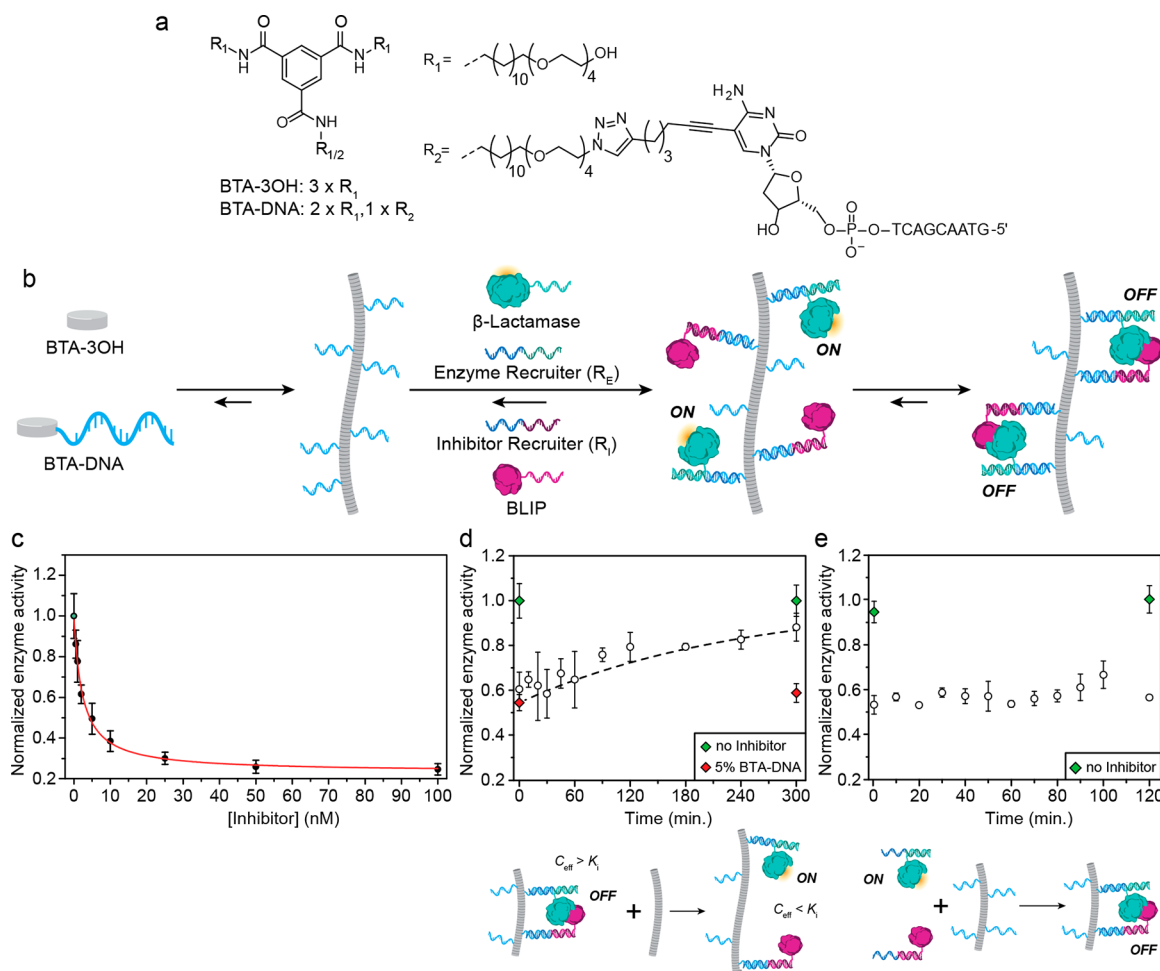 a
O
O
R1
N
H
N
H
R1
O
NH
R1/2
BTA-3OH: 3 x R1
BTA-DNA: 2 x R1,1 x R2
R1=
10
O
4
OH
R2=
10
O
4
N
N
N
3
H2N
N
N
O
O
HO
O
P
O
O−
TCAGCAATG-5'
b
BTA-3OH
BTA-DNA
β-Lactamase
Enzyme Recruiter (RE)
Inhibitor Recruiter (RI)
BLIP
ON
ON
OFF
OFF
c
Normalized enzyme activity
1.2
1.0
0.8
0.6
0.4
0.2
0 10 20 30 40 50 60 70 80 90 100
[Inhibitor] (nM)
d
Normalized enzyme activity
1.2
1.0
0.8
0.6
0.4
0.2
no Inhibitor
5% BTA-DNA
0 60 120 180 240 300
Time (min.)
e
Normalized enzyme activity
1.2
1.0
0.8
0.6
0.4
0.2
no Inhibitor
0 20 40 60 80 100 120
Time (min.)
Ceff > Ki
OFF
+
ON
Ceff < Ki
ON
+
OFF